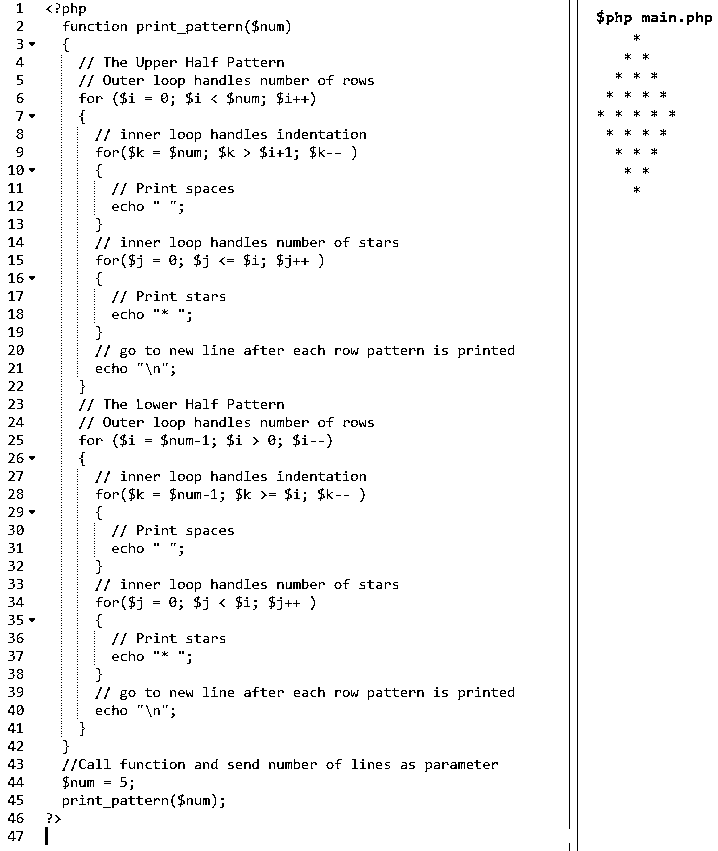 1 <?php
2 function print_pattern($num)
3 {
4 // The Upper Half Pattern
5 // Outer loop handles number of rows
6 for ($i = 0; $i < $num; $i++)
7 {
8 // inner loop handles indentation
9 for($k = $num; $k > $i+1; $k-- )
10 {
11 // Print spaces
12 echo " ";
13 }
14 // inner loop handles number of stars
15 for($j = 0; $j <= $i; $j++ )
16 {
17 // Print stars
18 echo "* ";
19 }
20 // go to new line after each row pattern is printed
21 echo "\n";
22 }
23 // The Lower Half Pattern
24 // Outer loop handles number of rows
25 for ($i = $num-1; $i > 0; $i--)
26 {
27 // inner loop handles indentation
28 for($k = $num-1; $k >= $i; $k-- )
29 {
30 // Print spaces
31 echo " ";
32 }
33 // inner loop handles number of stars
34 for($j = 0; $j < $i; $j++ )
35 {
36 // Print stars
37 echo "* ";
38 }
39 // go to new line after each row pattern is printed
40 echo "\n";
41 }
42 }
43 //Call function and send number of lines as parameter
44 $num = 5;
45 print_pattern($num);
46 ?>
47
$php main.php
*
* *
* * *
* * * *
* * * * *
* * * *
* * *
* *
*